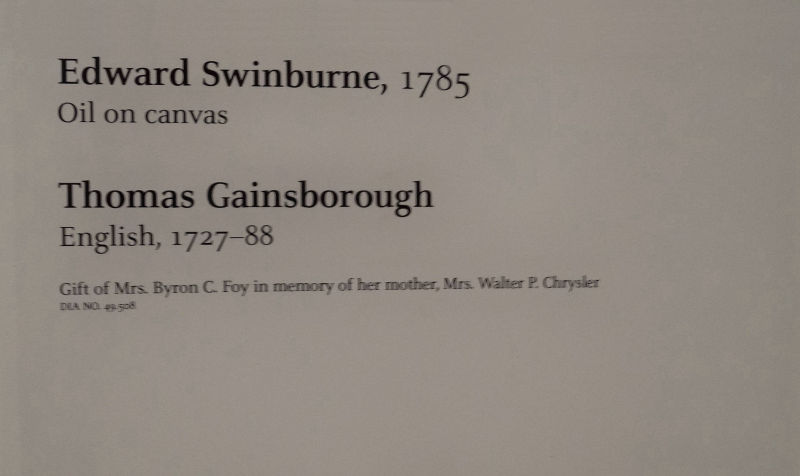 Edward Swinburne, 1785
Oil on canvas
Thomas Gainsborough
English, 1727–88
Gift of Mrs. Byron C. Foy in memory of her mother, Mrs. Walter P. Chrysler
DIA NO. 49.508